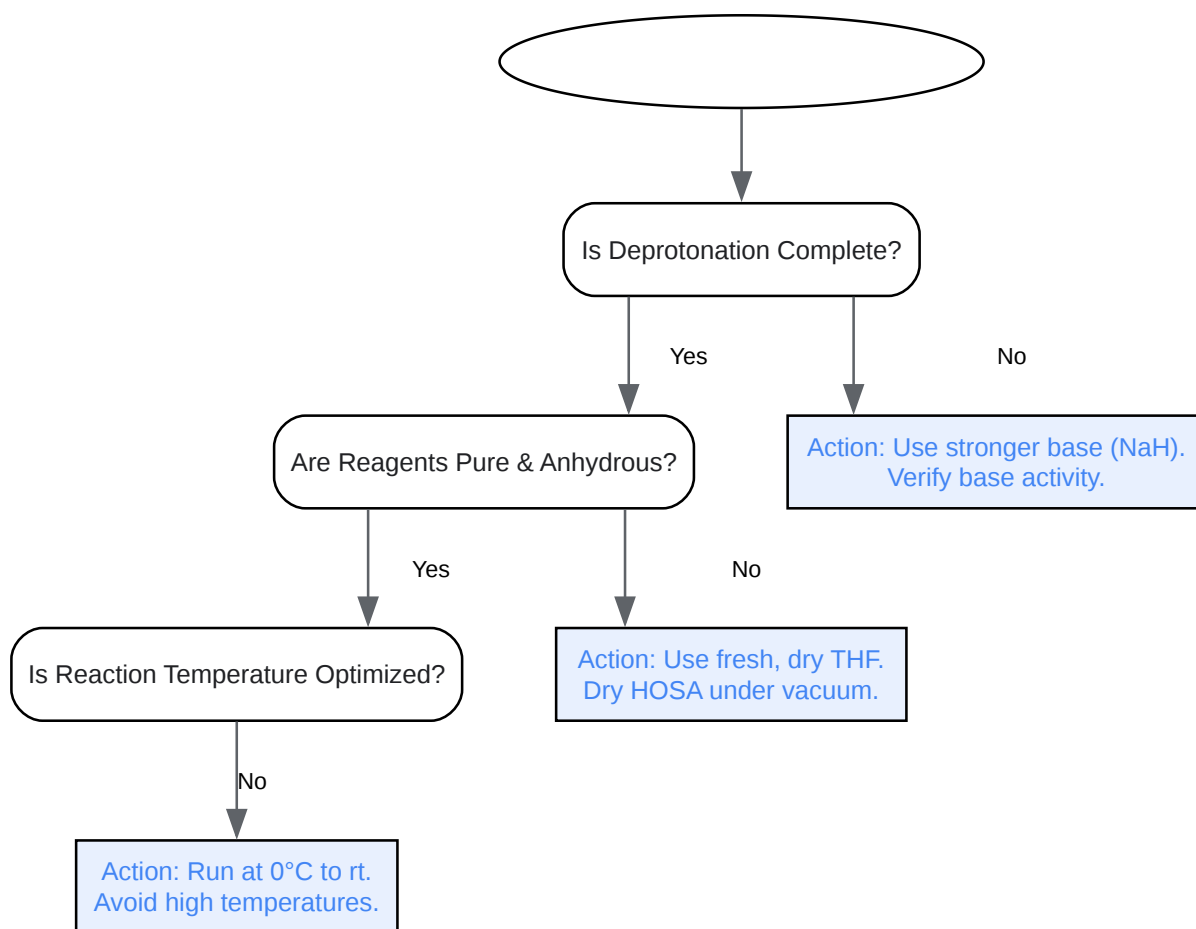 Is Deprotonation Complete?
Yes
No
Are Reagents Pure & Anhydrous?
Action: Use stronger base (NaH).
Verify base activity.
Yes
No
Is Reaction Temperature Optimized?
Action: Use fresh, dry THF.
Dry HOSA under vacuum.
No
Action: Run at 0°C to rt.
Avoid high temperatures.